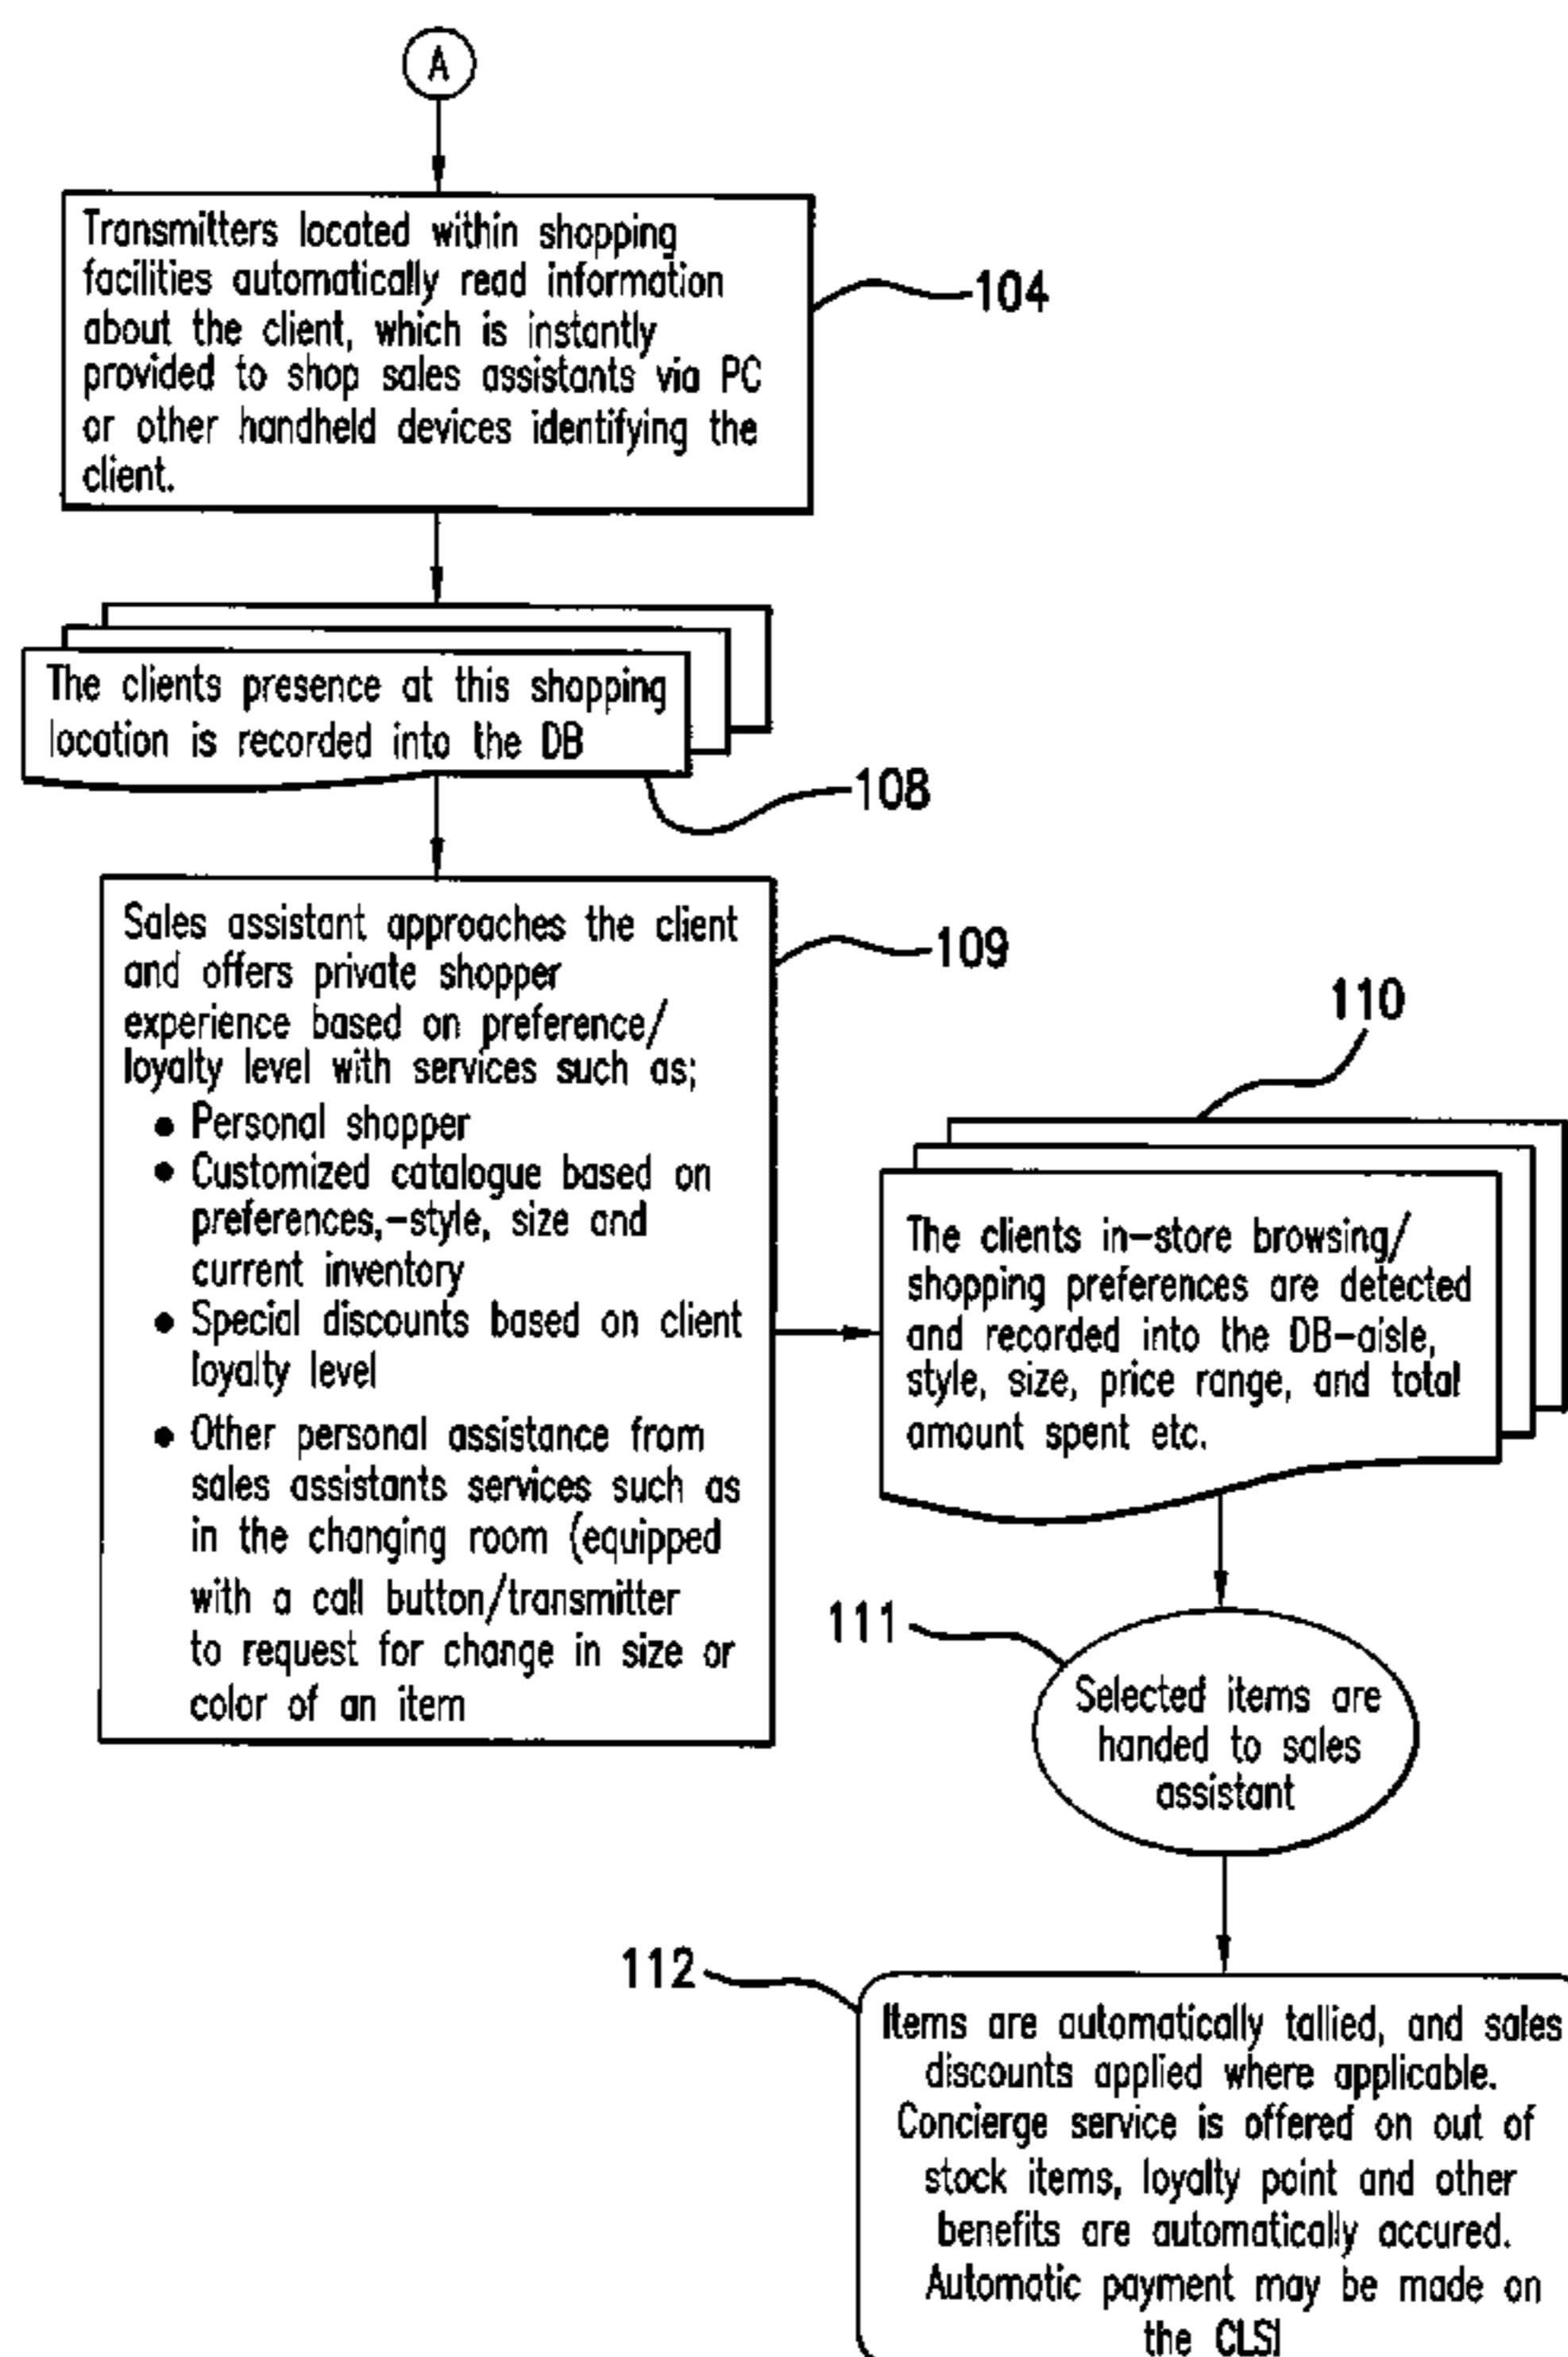 A
Transmitters located within shopping
facilities automatically read information
about the client, which is instantly
provided to shop sales assistants via PC
or other handheld devices identifying the
client.
104
The clients presence at this shopping
location is recorded into the DB
108
Sales assistant approaches the client
and offers private shopper
experience based on preference/
loyalty level with services such as;
● Personal shopper
● Customized catalogue based on
preferences,-style, size and
current inventory
● Special discounts based on client
loyalty level
● Other personal assistance from
sales assistants services such as
in the changing room (equipped
with a call button/transmitter
to request for change in size or
color of an item
109
110
The clients in-store browsing/
shopping preferences are detected
and recorded into the DB-aisle,
style, size, price range, and total
amount spent etc.
111
Selected items are
handed to sales
assistant
112
Items are automatically tallied, and sales
discounts applied where applicable.
Concierge service is offered on out of
stock items, loyalty point and other
benefits are automatically accured.
Automatic payment may be made on
the CLSI